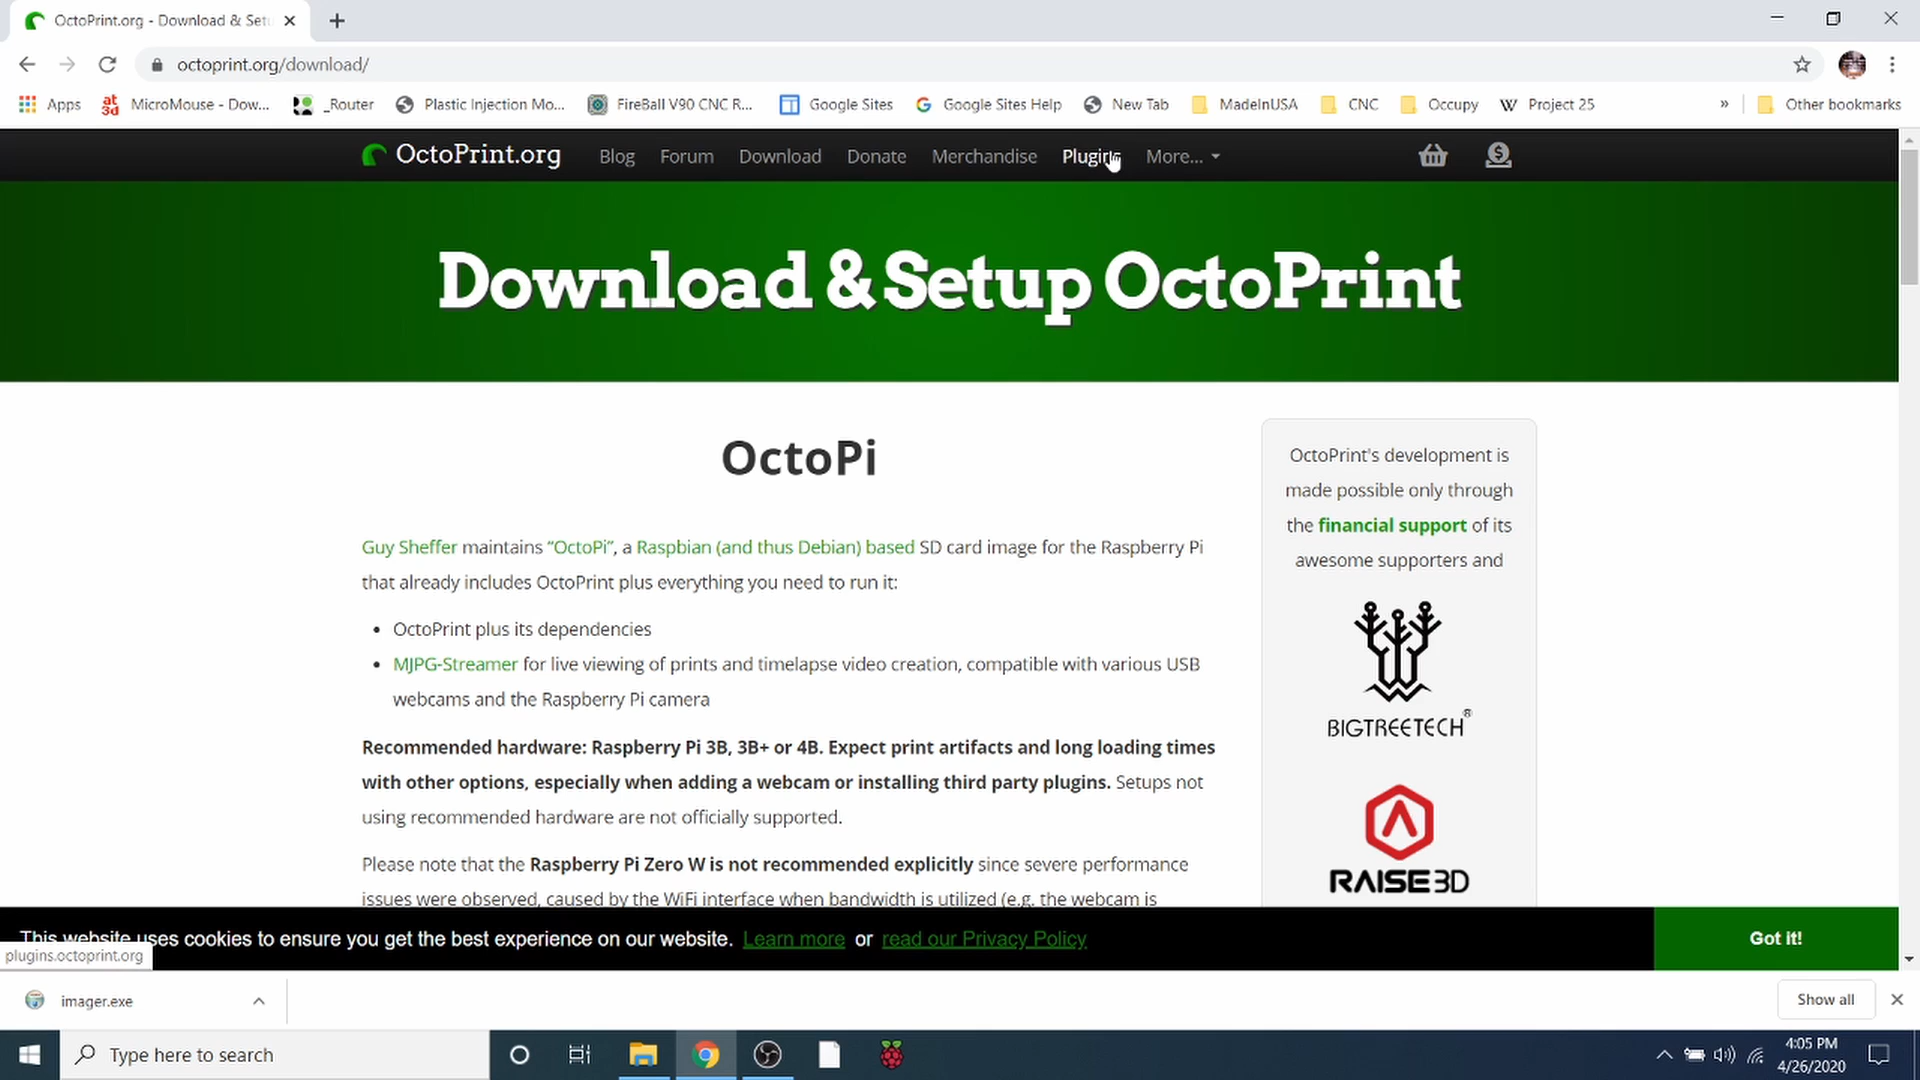 OctoPrint.org - Download & Set
octoprint.org/download/
Apps
at 3d MicroMouse - Dow...
_Router
Plastic Injection Mo...
FireBall V90 CNC R...
Google Sites
Google Sites Help
New Tab
MadeInUSA
CNC
Occupy
W Project 25
»
Other bookmarks
OctoPrint.org
Blog
Forum
Download
Donate
Merchandise
Plugins
More...
Download & Setup OctoPrint
OctoPi
Guy Sheffer maintains “OctoPi”, a Raspbian (and thus Debian) based SD card image for the Raspberry Pi
that already includes OctoPrint plus everything you need to run it:
• OctoPrint plus its dependencies
• MJPG-Streamer for live viewing of prints and timelapse video creation, compatible with various USB
webcams and the Raspberry Pi camera
Recommended hardware: Raspberry Pi 3B, 3B+ or 4B. Expect print artifacts and long loading times
with other options, especially when adding a webcam or installing third party plugins. Setups not
using recommended hardware are not officially supported.
Please note that the Raspberry Pi Zero W is not recommended explicitly since severe performance
issues were observed, caused by the WiFi interface when bandwidth is utilized (e.g. the webcam is
OctoPrint's development is
made possible only through
the financial support of its
awesome supporters and
BIGTREETECH®
RAISE3D
This website uses cookies to ensure you get the best experience on our website. Learn more or read our Privacy Policy
Got it!
plugins.octoprint.org
imager.exe
Show all
Type here to search
4:05 PM
4/26/2020